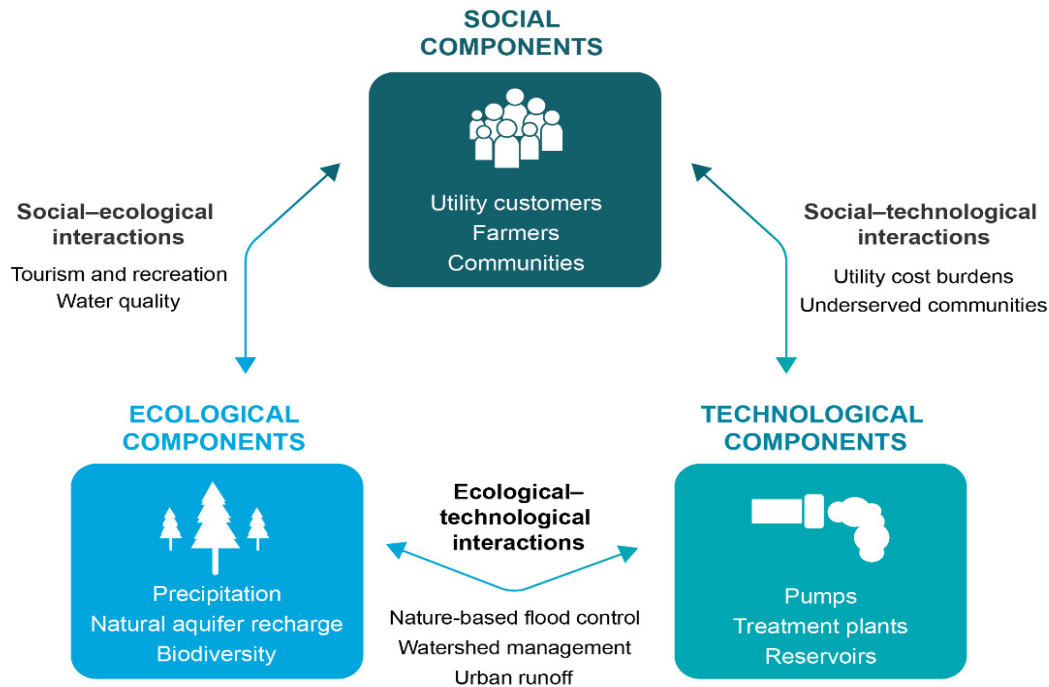 SOCIAL
COMPONENTS
Utility customers
Farmers
Communities
Social–ecological
interactions
Tourism and recreation
Water quality
Social–technological
interactions
Utility cost burdens
Underserved communities
ECOLOGICAL
COMPONENTS
Precipitation
Natural aquifer recharge
Biodiversity
Ecological–
technological
interactions
Nature-based flood control
Watershed management
Urban runoff
TECHNOLOGICAL
COMPONENTS
Pumps
Treatment plants
Reservoirs